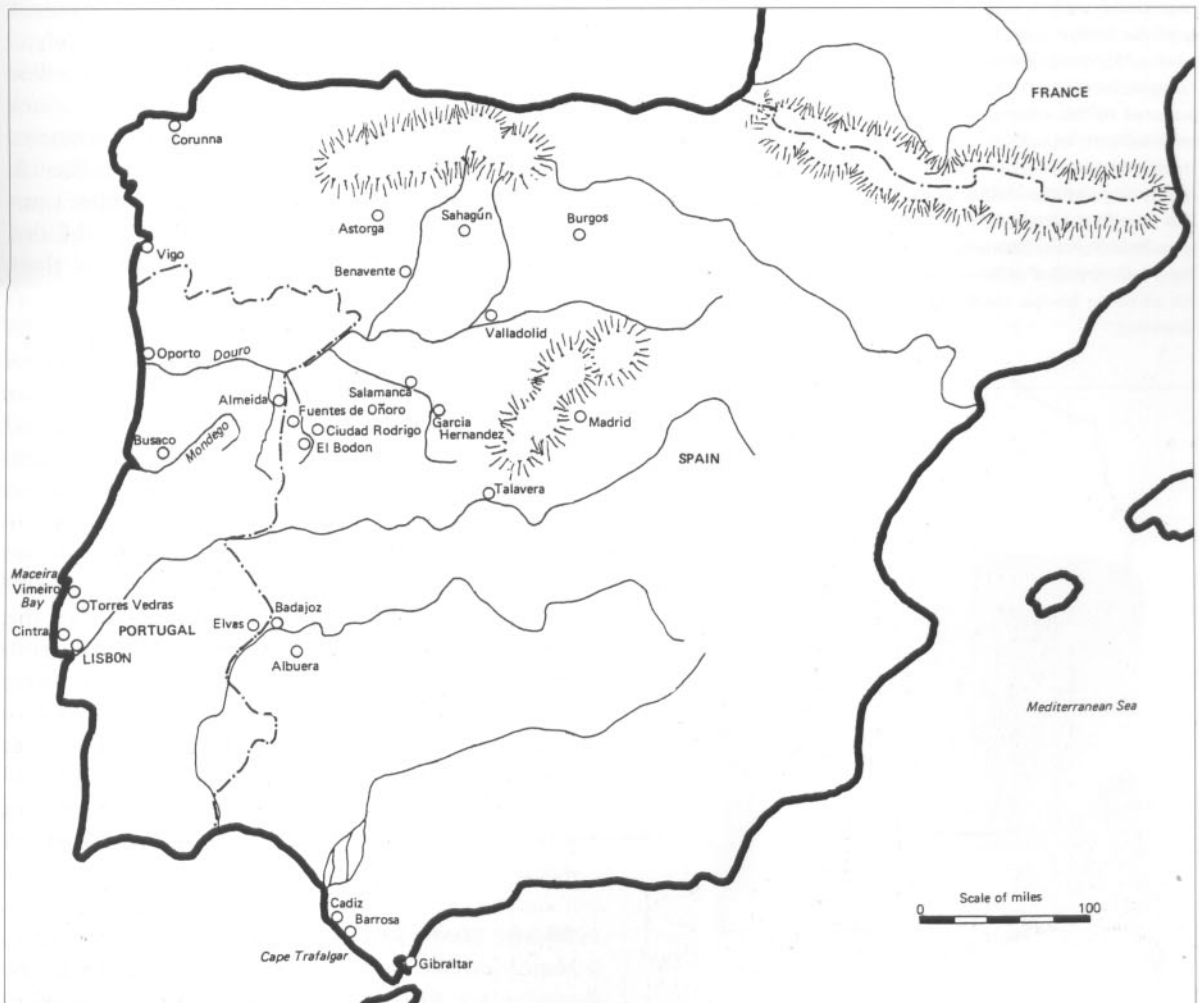 FRANCE
Corunna
Astorga
Sahagún
Burgos
Vigo
Benavente
Valladolid
Oporto
Douro
Salamanca
Almeida
Fuentes de Oñoro
Garcia
Hernandez
Madrid
Ciudad Rodrigo
Busaco
Mondego
El Bodon
SPAIN
Talavera
Maceira
Vimeiro
Bay
Torres Vedras
Cintra
PORTUGAL
Elvas
Badajoz
LISBON
Albuera
Mediterranean Sea
Scale of miles
0 100
Cadiz
Barrosa
Cape Trafalgar
Gibraltar